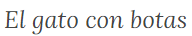 El gato con botas